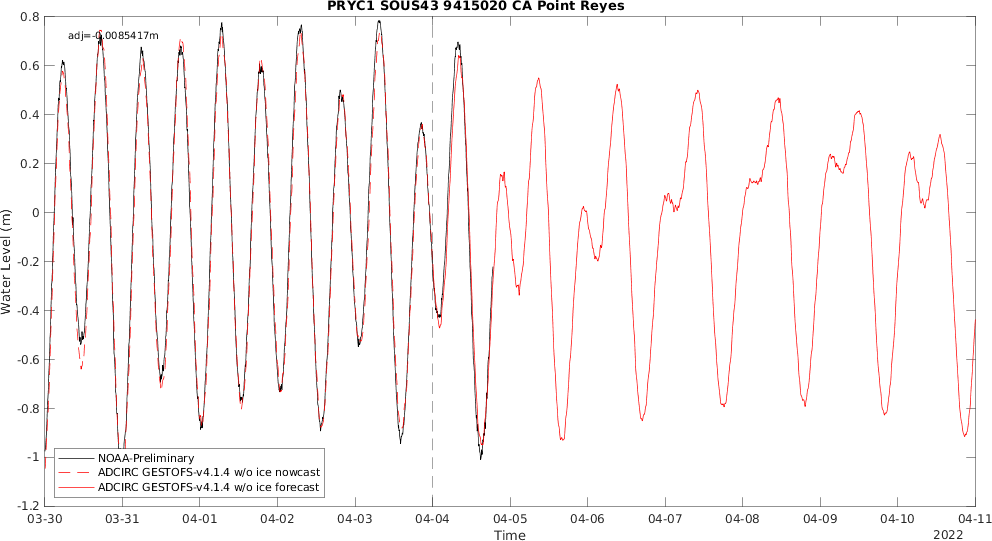 PRYC1 SOUS43 9415020 CA Point Reyes
adj=-0.0085417m
0.8
0.6
0.4
0.2
0
-0.2
-0.4
-0.6
-0.8
-1
-1.2
Water Level (m)
NOAA-Preliminary
ADCIRC GESTOFS-v4.1.4 w/o ice nowcast
ADCIRC GESTOFS-v4.1.4 w/o ice forecast
03-30 03-31 04-01 04-02 04-03 04-04 04-05 04-06 04-07 04-08 04-09 04-10 04-11
Time
2022